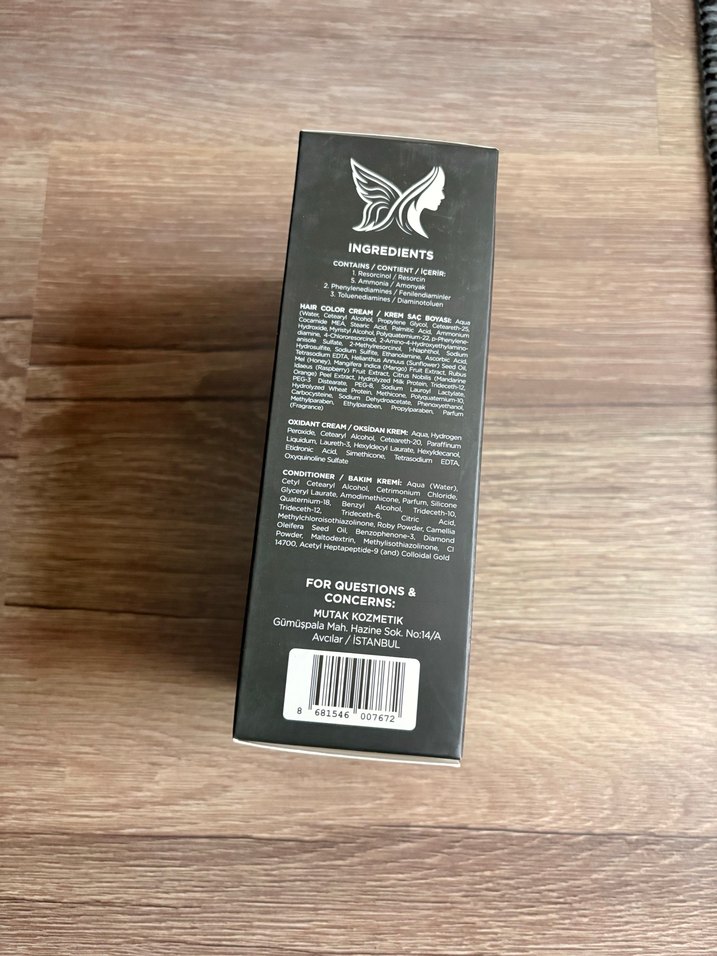 INGREDIENTS
CONTAINS / CONTIENT / İÇERİR:
1. Resorcinol / Resorcin
5. Ammonia / Amonyak
2. Phenylenediamines / Fenilendiaminler
3. Toluenediamines / Diaminotoluen
HAIR COLOR CREAM / KREM SAÇ BOYASI: Aqua
(Water, Cetearyl Alcohol, Propylene Glycol, Ceteareth-25,
Cocamide MEA, Stearic Acid, Palmitic Acid, Ammonium
Hydroxide, Myristyl Alcohol, Polyquaternium-22, p-Phenylene-
diamine, 4-Chlororesorcinol, 2-Amino-4-Hydroxyethylamino-
anisole Sulfate, 2-Methylresorcinol, 1-Naphthol, Sodium
Hydrosulfite, Sodium Sulfite, Ethanolamine, Ascorbic Acid,
Tetrasodium EDTA, Helianthus Annuus (Sunflower) Seed Oil,
Mel (Honey), Mangifera Indica (Mango) Fruit Extract, Rubus
Idaeus (Raspberry) Fruit Extract, Citrus Nobilis (Mandarine
Orange) Peel Extract, Hydrolyzed Milk Protein, Trideceth-12,
PEG-3 Distearate, PEG-8, Sodium Lauroyl Lactylate,
Hydrolyzed Wheat Protein, Methicone, Polyquaternium-10,
Carbocysteine, Sodium Dehydroacetate, Phenoxyethanol,
Methylparaben, Ethylparaben, Propylparaben, Parfum
(Fragrance)
OXIDANT CREAM / OKSİDAN KREM: Aqua, Hydrogen
Peroxide, Cetearyl Alcohol, Ceteareth-20, Paraffinum
Liquidum, Laureth-3, Hexyldecyl Laurate, Hexyldecanol,
Etidronic Acid, Simethicone, Tetrasodium EDTA,
Oxyquinoline Sulfate
CONDITIONER / BAKIM KREMİ: Aqua (Water),
Cetyl Cetearyl Alcohol, Cetrimonium Chloride,
Glyceryl Laurate, Amodimethicone, Parfum, Silicone
Quaternium-18, Benzyl Alcohol, Trideceth-10,
Trideceth-12, Trideceth-6, Citric Acid,
Methylchloroisothiazolinone, Roby Powder, Camellia
Oleifera Seed Oil, Benzophenone-3, Diamond
Powder, Maltodextrin, Methylisothiazolinone, CI
14700, Acetyl Heptapeptide-9 (and) Colloidal Gold
FOR QUESTIONS &
CONCERNS:
MUTAK KOZMETIK
Gümüşpala Mah. Hazine Sok. No:14/A
Avcılar / İSTANBUL
8 681546 007672